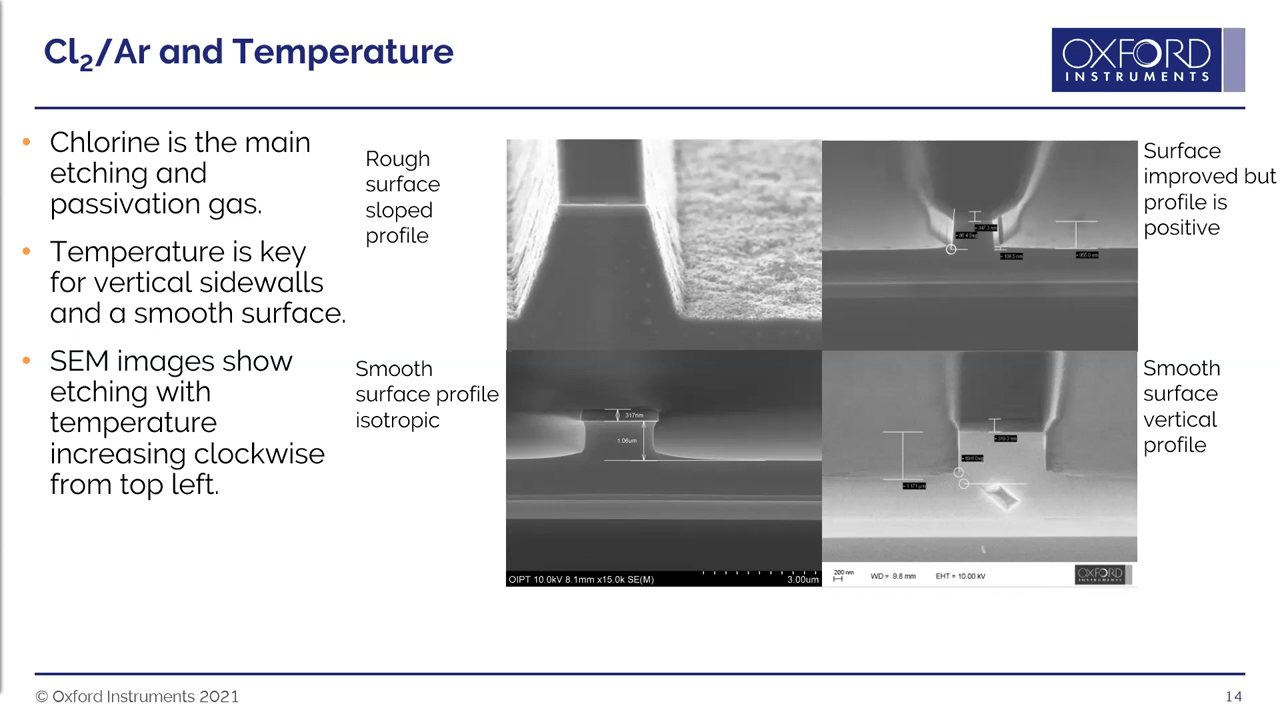 Cl2/Ar and Temperature
OXFORD
INSTRUMENTS
• Chlorine is the main
etching and
passivation gas.
• Temperature is key
for vertical sidewalls
and a smooth surface.
• SEM images show
etching with
temperature
increasing clockwise
from top left.
Rough
surface
sloped
profile
Surface
improved but
profile is
positive
Smooth
surface profile
isotropic
317nm
1.06um
OIPT 10.0kV 8.1mm x15.0k SE(M)
3.00um
Smooth
surface
vertical
profile
200 nm
WD = 9.8 mm
EHT = 10.00 kV
OXFORD
INSTRUMENTS
© Oxford Instruments 2021
14